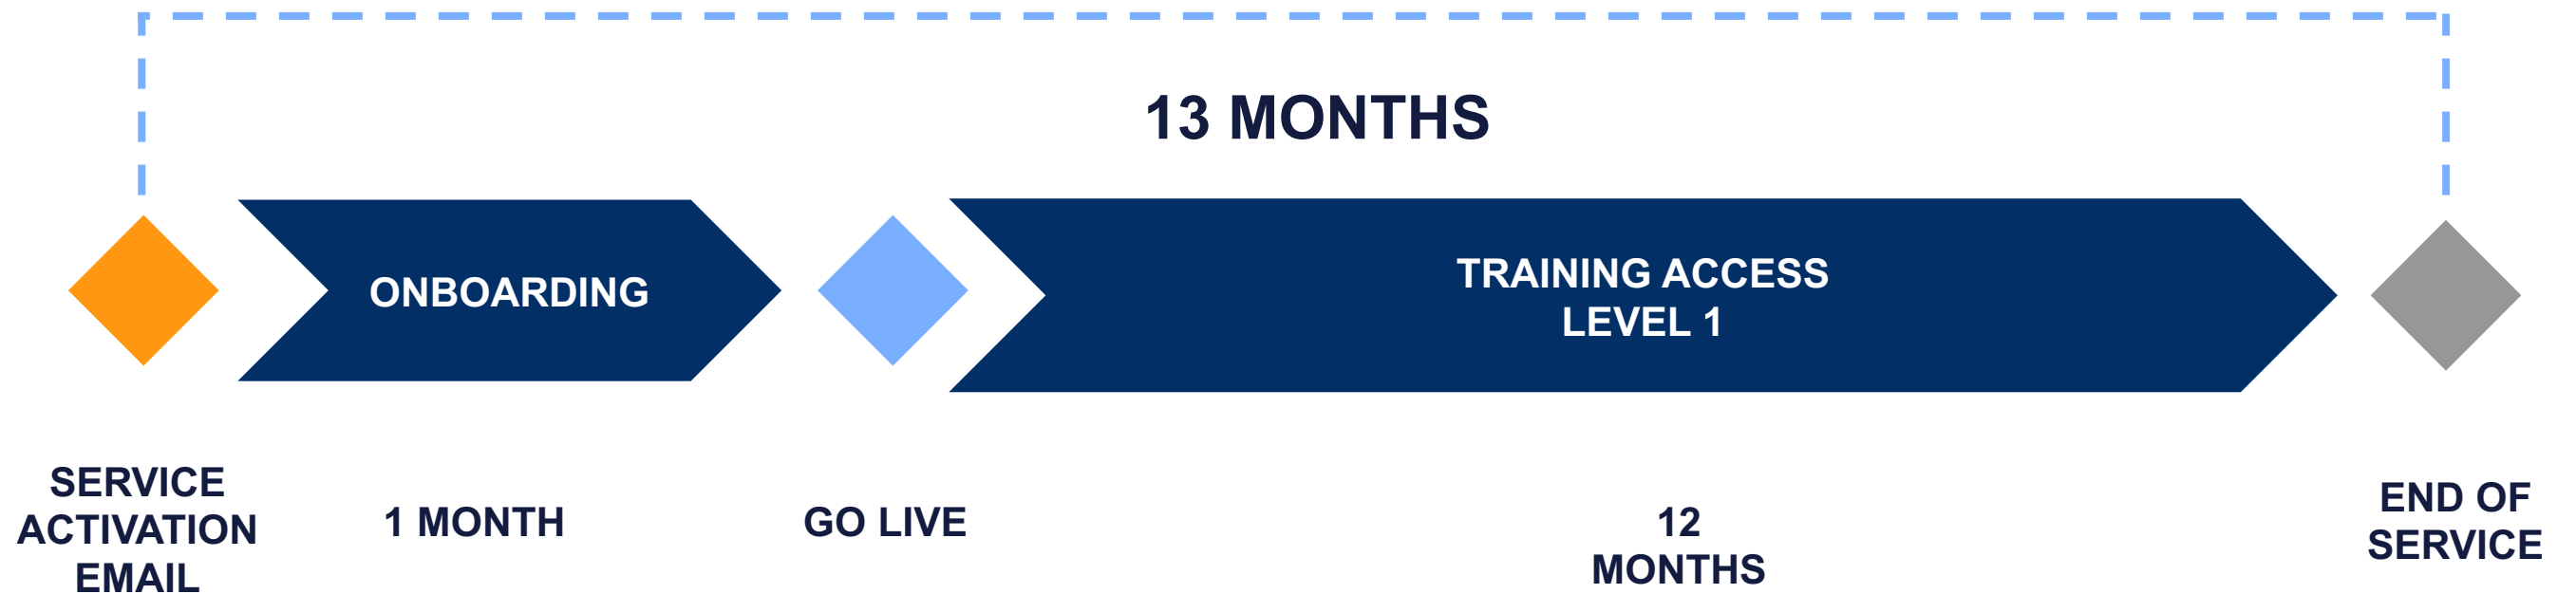 13 MONTHS
ONBOARDING
TRAINING ACCESS
LEVEL 1
SERVICE
ACTIVATION
EMAIL
1 MONTH
GO LIVE
12
MONTHS
END OF
SERVICE